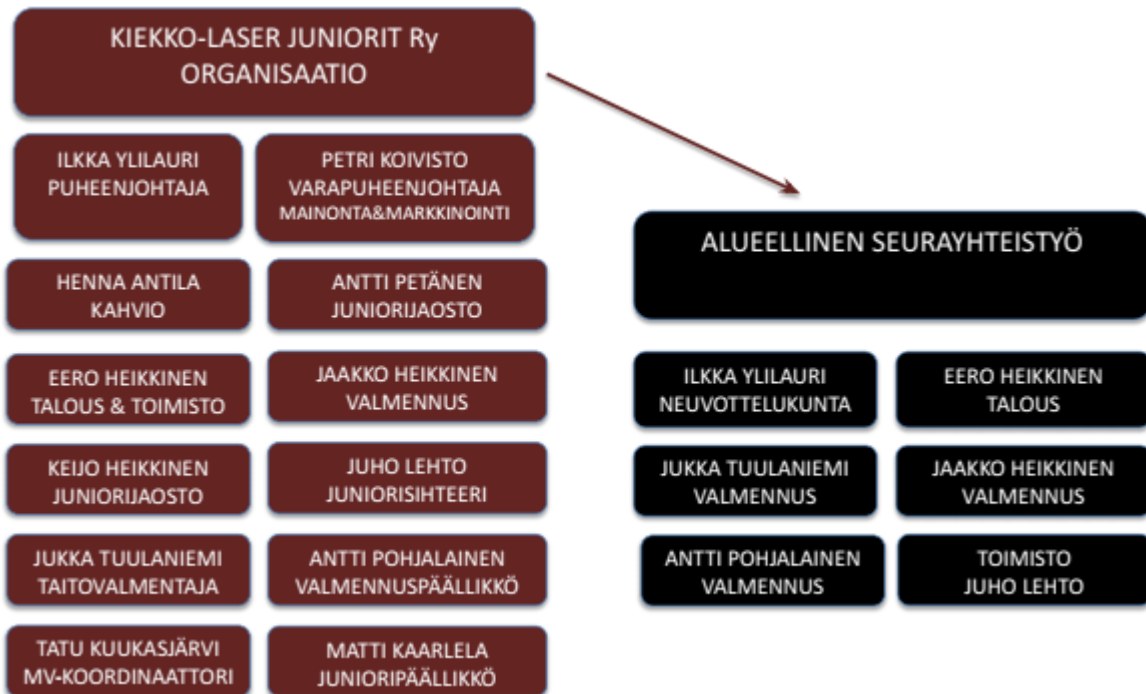 KIEKKO-LASER JUNIORIT Ry
ORGANISAATIO
ILKKA YLILAURI
PUHEENJOHTAJA
PETRI KOIVISTO
VARAPUHEENJOHTAJA
MAINONTA&MARKKINOINTI
HENNA ANTILA
KAHVIO
ANTTI PETÄNEN
JUNIORIJAOSTO
EERO HEIKKINEN
TALOUS & TOIMISTO
JAAKKO HEIKKINEN
VALMENNUS
KEIJO HEIKKINEN
JUNIORIJAOSTO
JUHO LEHTO
JUNIORISIHTEERI
JUKKA TUULANIEMI
TAITOVALMENTAJA
ANTTI POHJALAINEN
VALMENNUSPÄÄLLIKKÖ
TATU KUUKASJÄRVI
MV-KOORDINAATTORI
MATTI KAARLELA
JUNIORIPÄÄLLIKKÖ
ALUEELLINEN SEURAYHTEISTYÖ
ILKKA YLILAURI
NEUVOTTELUKUNTA
EERO HEIKKINEN
TALOUS
JUKKA TUULANIEMI
VALMENNUS
JAAKKO HEIKKINEN
VALMENNUS
ANTTI POHJALAINEN
VALMENNUS
TOIMISTO
JUHO LEHTO